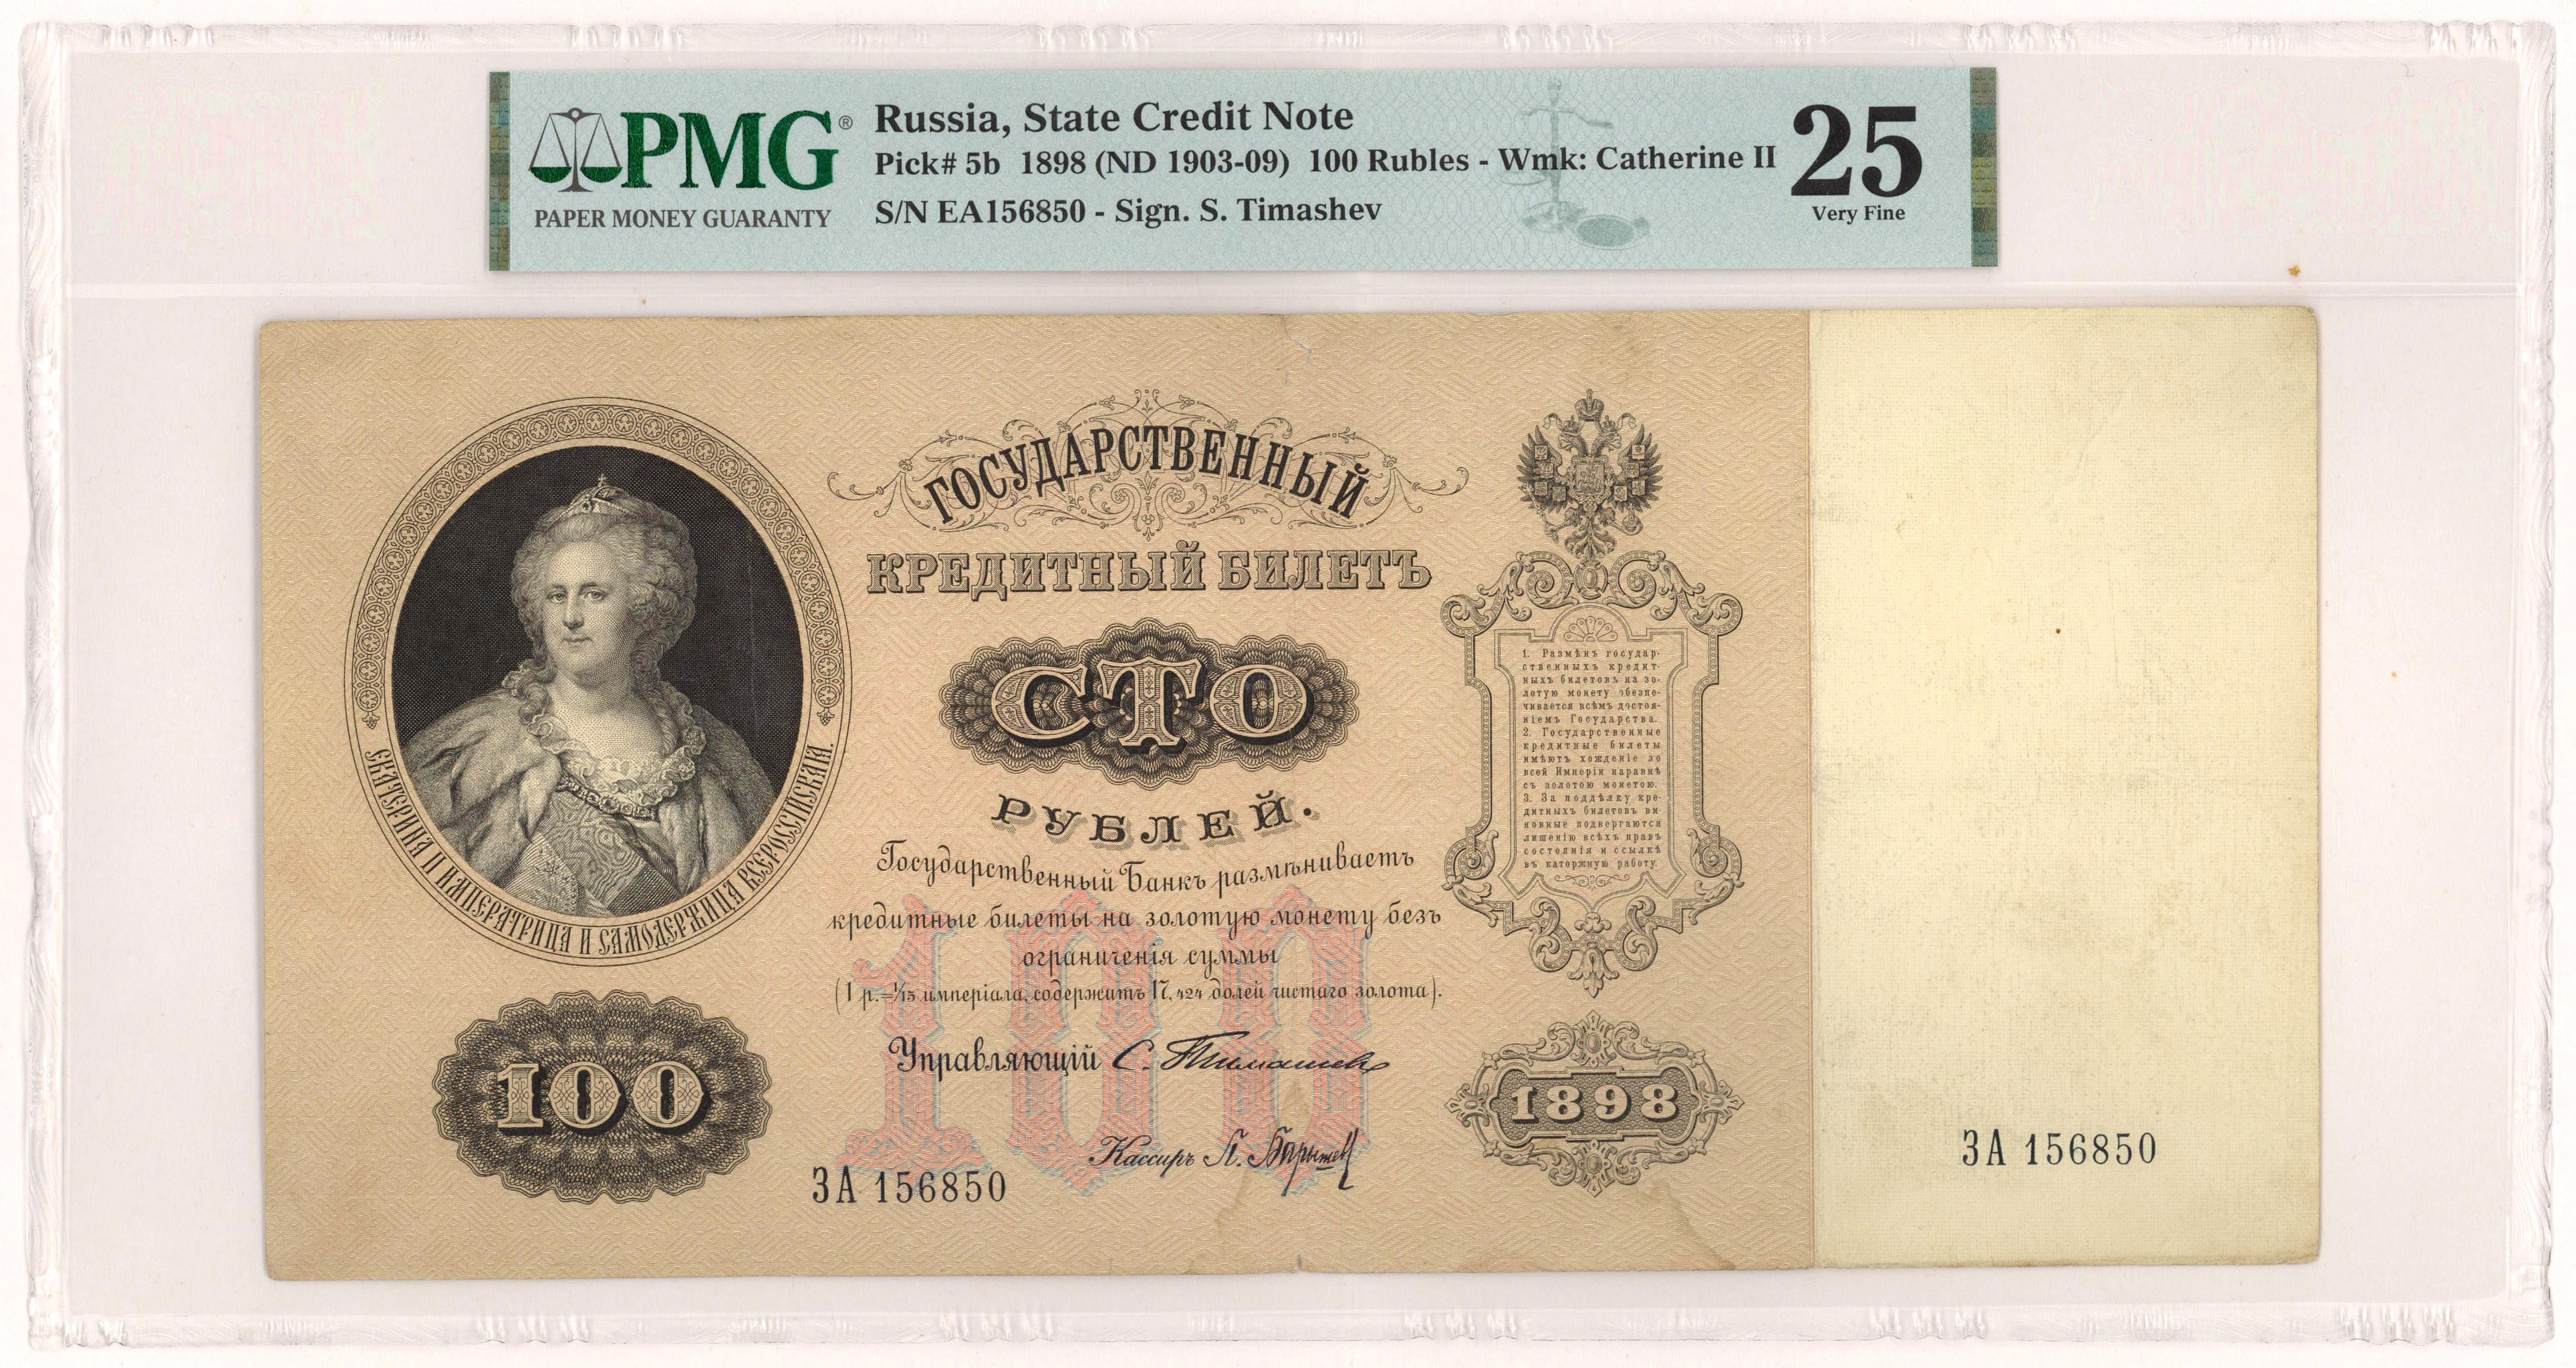 PMG®
PAPER MONEY GUARANTY
Russia, State Credit Note
Pick# 5b 1898 (ND 1903-09) 100 Rubles - Wmk: Catherine II
S/N EA156850 - Sign. S. Timashev
25
Very Fine
ГОСУДАРСТВЕННЫЙ
КРЕДИТНЫЙ БИЛЕТЪ
СТО
РУБЛЕЙ.
Государственный Банкъ размѣниваетъ
кредитные билеты на золотую монету безъ
ограниченія суммы
(1 р.=1/15 имперіала, содержитъ 17,424 долей чистаго золота).
100
Управляющій С. Тимашев
Кассиръ
ЗА 156850
ЕКАТЕРИНА II ИМПЕРАТРИЦА И САМОДЕРЖИЦА ВСЕРОССІЙСКАЯ.
100
1. Размѣнъ государ-
ственныхъ кредит-
ныхъ билетовъ на зо-
лотую монету обезпе-
чивается всѣмъ достоя-
ніемъ Государства.
2. Государственные
кредитные билеты
имѣютъ хожденіе во
всей Имперіи наравнѣ
съ золотою монетою.
3. За поддѣлку кре-
дитныхъ билетовъ ви-
новные подвергаются
лишенію всѣхъ правъ
состоянія и ссылкѣ
въ каторжную работу.
1898
ЗА 156850